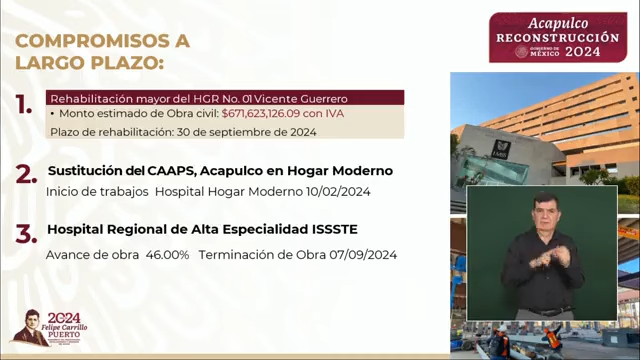 COMPROMISOS A
LARGO PLAZO:
Acapulco
RECONSTRUCCIÓN
GOBIERNO DE
MÉXICO
2024
1.
Rehabilitación mayor del HGR No. 01 Vicente Guerrero
• Monto estimado de Obra civil: $671,623,126.09 con IVA
Plazo de rehabilitación: 30 de septiembre de 2024
2.
Sustitución del CAAPS, Acapulco en Hogar Moderno
Inicio de trabajos Hospital Hogar Moderno 10/02/2024
3.
Hospital Regional de Alta Especialidad ISSSTE
Avance de obra 46.00% Terminación de Obra 07/09/2024
IMSS
2024
Felipe Carrillo
PUERTO